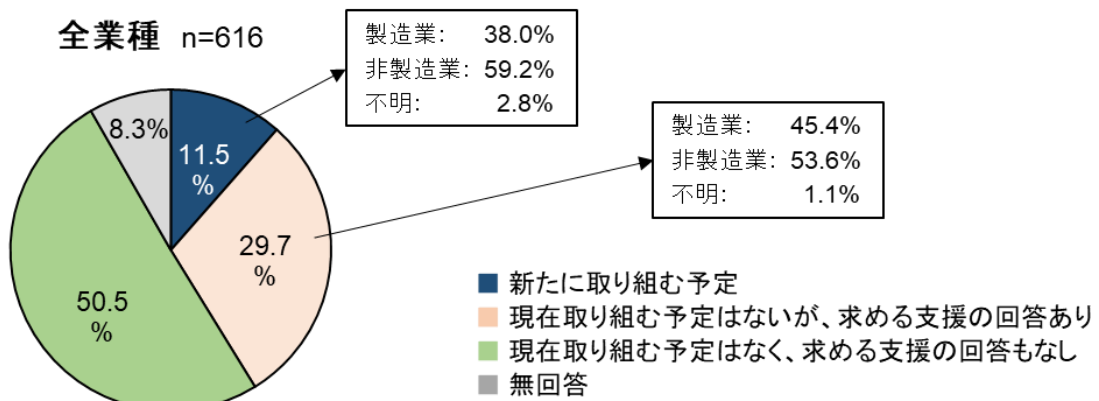 全業種 n=616
製造業: 38.0%
非製造業: 59.2%
不明: 2.8%
製造業: 45.4%
非製造業: 53.6%
不明: 1.1%
8.3%
11.5
%
29.7
%
50.5
%
新たに取り組む予定
現在取り組む予定はないが、求める支援の回答あり
現在取り組む予定はなく、求める支援の回答もなし
無回答